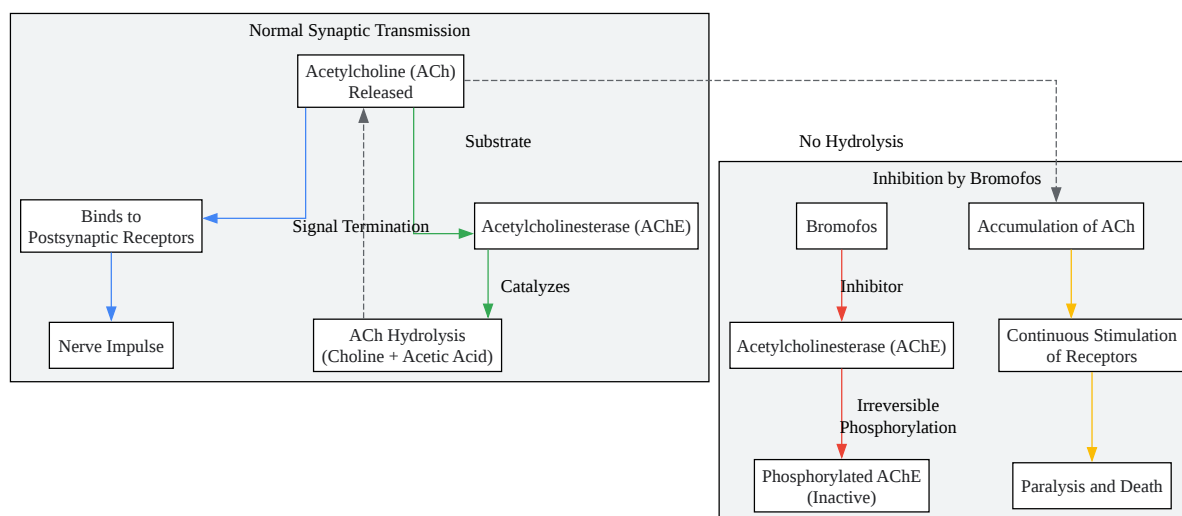 Normal Synaptic Transmission
Acetylcholine (ACh)
Released
Substrate
Binds to
Postsynaptic Receptors
Signal Termination
Acetylcholinesterase (AChE)
Catalyzes
Nerve Impulse
ACh Hydrolysis
(Choline + Acetic Acid)
No Hydrolysis
Inhibition by Bromofos
Bromofos
Accumulation of ACh
Inhibitor
Acetylcholinesterase (AChE)
Continuous Stimulation
of Receptors
Irreversible
Phosphorylation
Phosphorylated AChE
(Inactive)
Paralysis and Death